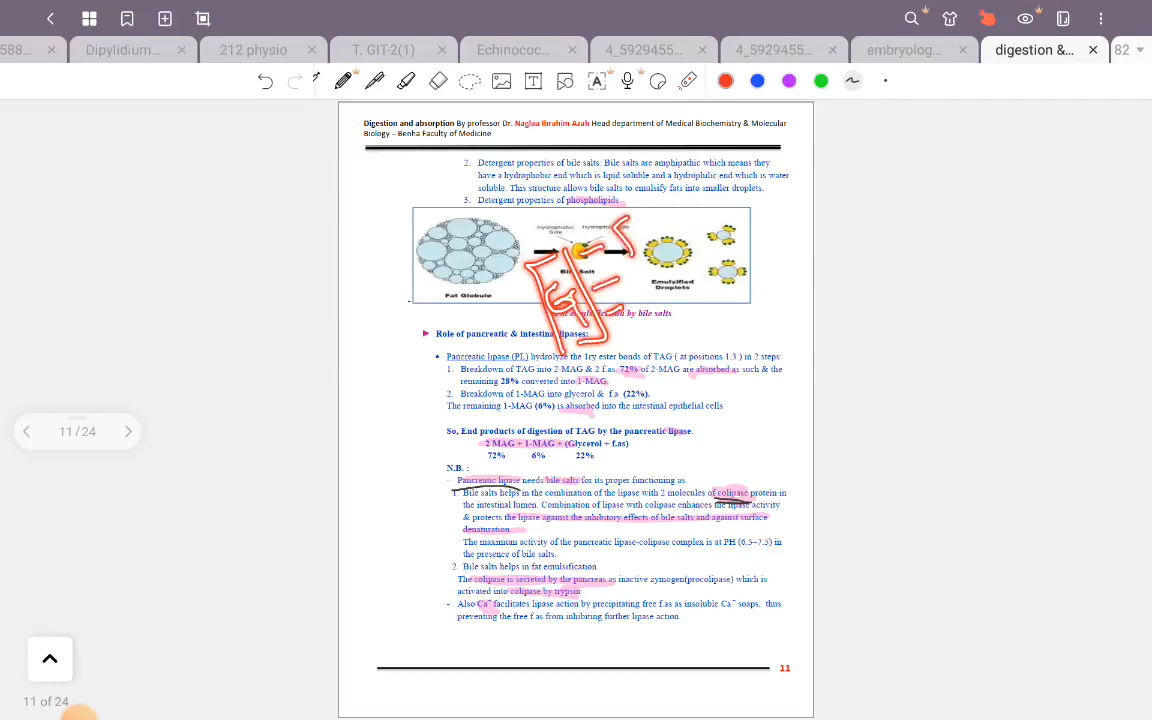 588...
Dipylidium...
212 physio
T. GIT-2(1)
Echinococ...
4_5929455...
4_5929455...
embryolog...
digestion &...
82
Digestion and absorption By professor Dr. Naglaa Ibrahim Azab Head department of Medical Biochemistry & Molecular
Biology – Benha Faculty of Medicine
2. Detergent properties of bile salts: Bile salts are amphipathic which means they
have a hydrophobic end which is lipid soluble and a hydrophilic end which is water
soluble. This structure allows bile salts to emulsify fats into smaller droplets.
3. Detergent properties of phospholipids
Hydrophobic
Side
Bile Salt
Fat Globule
Emulsified
Droplets
by bile salts
Role of pancreatic & intestinal lipases:
Pancreatic lipase (PL) hydrolyze the 1ry ester bonds of TAG ( at positions 1,3 ) in 2 steps:
1. Breakdown of TAG into 2-MAG & 2 f.as. 72% of 2-MAG are absorbed as such & the
remaining 28% converted into 1-MAG.
2. Breakdown of 1-MAG into glycerol & f.a (22%).
The remaining 1-MAG (6%) is absorbed into the intestinal epithelial cells
So, End products of digestion of TAG by the pancreatic lipase:
2 MAG + 1-MAG + (Glycerol + f.as)
72% 6% 22%
N.B. :
- Pancreatic lipase needs bile salts for its proper functioning as
1. Bile salts helps in the combination of the lipase with 2 molecules of colipase protein in
the intestinal lumen. Combination of lipase with colipase enhances the lipase activity
& protects the lipase against the inhibitory effects of bile salts and against surface
denaturation.
The maximum activity of the pancreatic lipase-colipase complex is at PH (6.5–7.5) in
the presence of bile salts.
2. Bile salts helps in fat emulsification
The colipase is secreted by the pancreas as inactive zymogen(procolipase) which is
activated into colipase by trypsin
- Also Ca⁺⁺ facilitates lipase action by precipitating free f.as as insoluble Ca⁺⁺ soaps, thus
preventing the free f.as from inhibiting further lipase action.
11
11 / 24
11 of 24